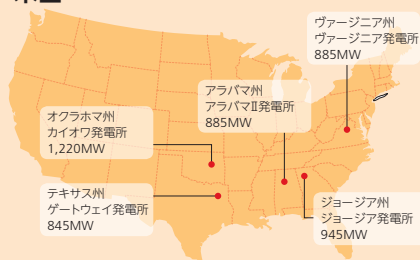 ヴァージニア州
ヴァージニア発電所
885MW
アラバマ州
アラバマⅡ発電所
885MW
オクラホマ州
カイオワ発電所
1,220MW
テキサス州
ゲートウェイ発電所
845MW
ジョージア州
ジョージア発電所
945MW